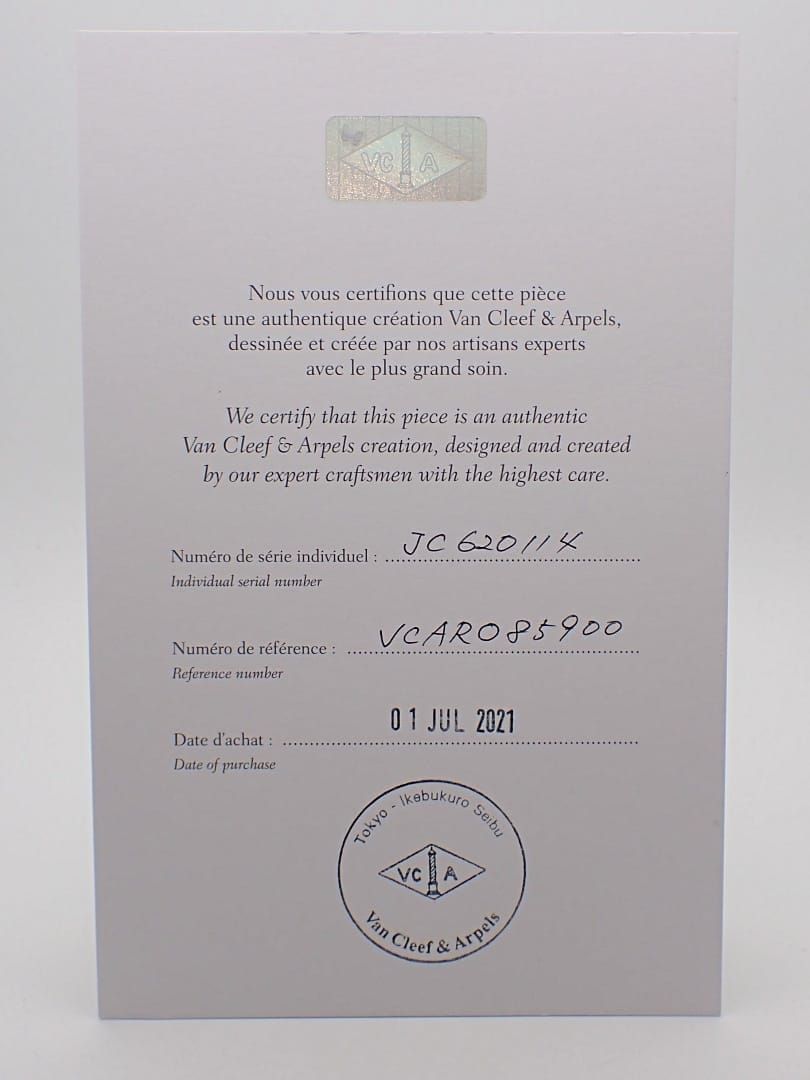 VC A
Nous vous certifions que cette pièce
est une authentique création Van Cleef & Arpels,
dessinée et créée par nos artisans experts
avec le plus grand soin.
We certify that this piece is an authentic
Van Cleef & Arpels creation, designed and created
by our expert craftsmen with the highest care.
Numéro de série individuel : JC 620114
Individual serial number
Numéro de référence : VCARO85900
Reference number
Date d'achat : 01 JUL 2021
Date of purchase
Tokyo - Ikebukuro Seibu
VC A
Van Cleef & Arpels